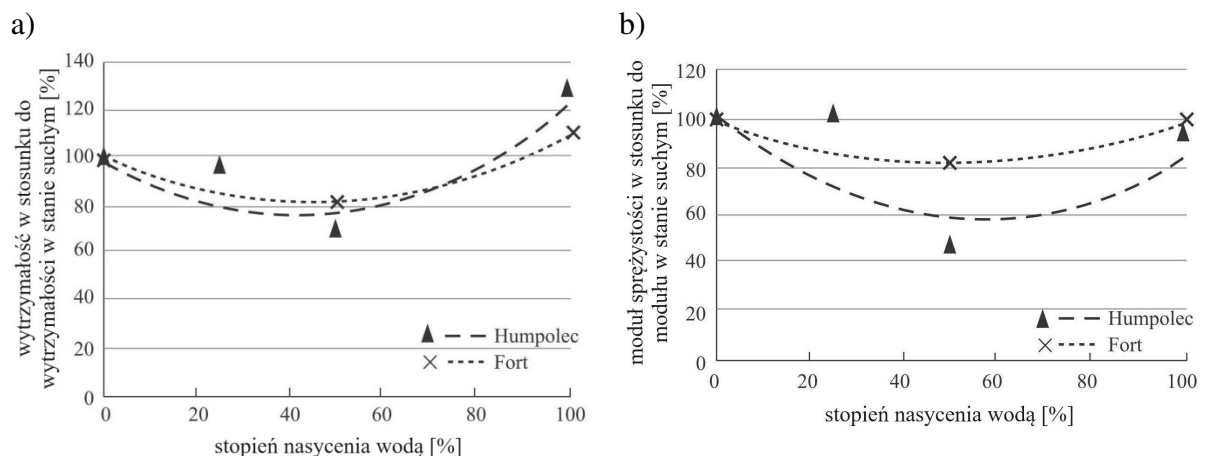 a)
wytrzymałość w stosunku do
wytrzymałości w stanie suchym [%]
140
120
100
80
60
40
20
0
0 20 40 60 80 100
stopień nasycenia wodą [%]
Humpolec
Fort
b)
moduł sprężystości w stosunku do
modułu w stanie suchym [%]
120
100
80
60
40
20
0
0 20 40 60 80 100
stopień nasycenia wodą [%]
Humpolec
Fort